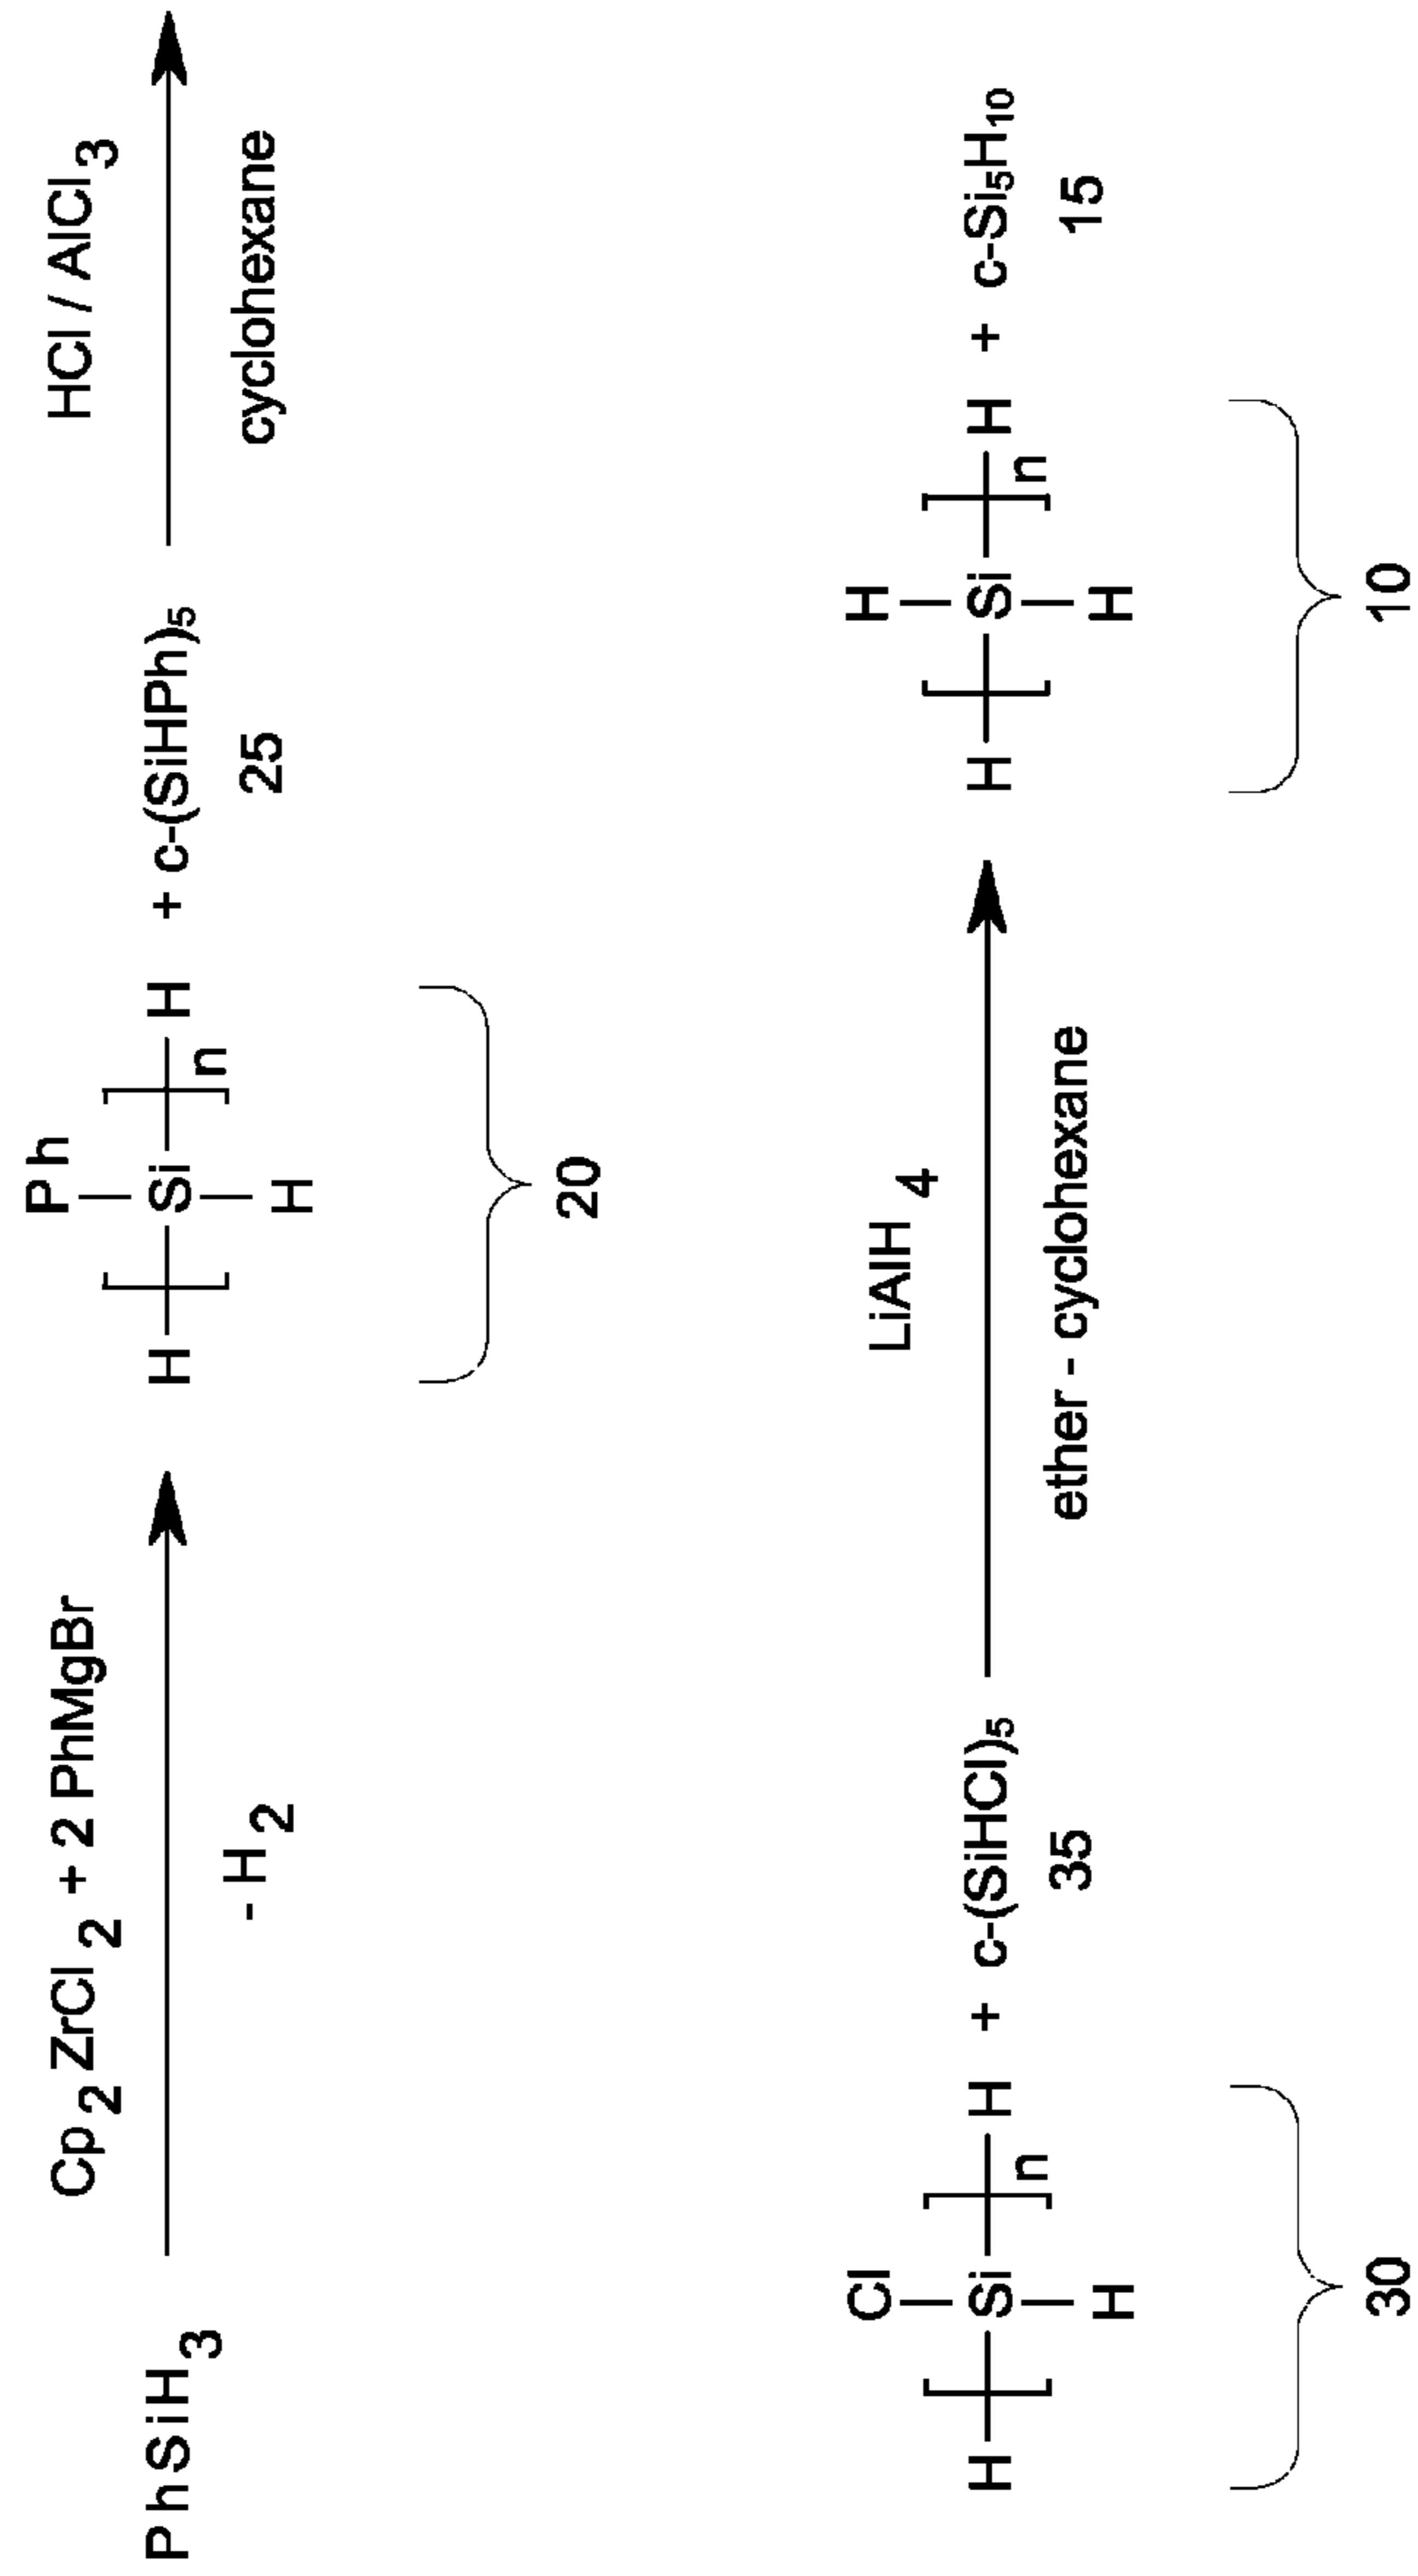 Cp2ZrCl2 + 2 PhMgBr
HCl / AlCl3
Ph
PhSiH3
H [ Si ]n H + c-(SiHPh)5
- H2
H
25
cyclohexane
20
Cl
LiAlH4
H
H [ Si ]n H + c-(SiHCl)5
H [ Si ]n H + c-Si5H10
H
35
ether - cyclohexane
H
15
30
10